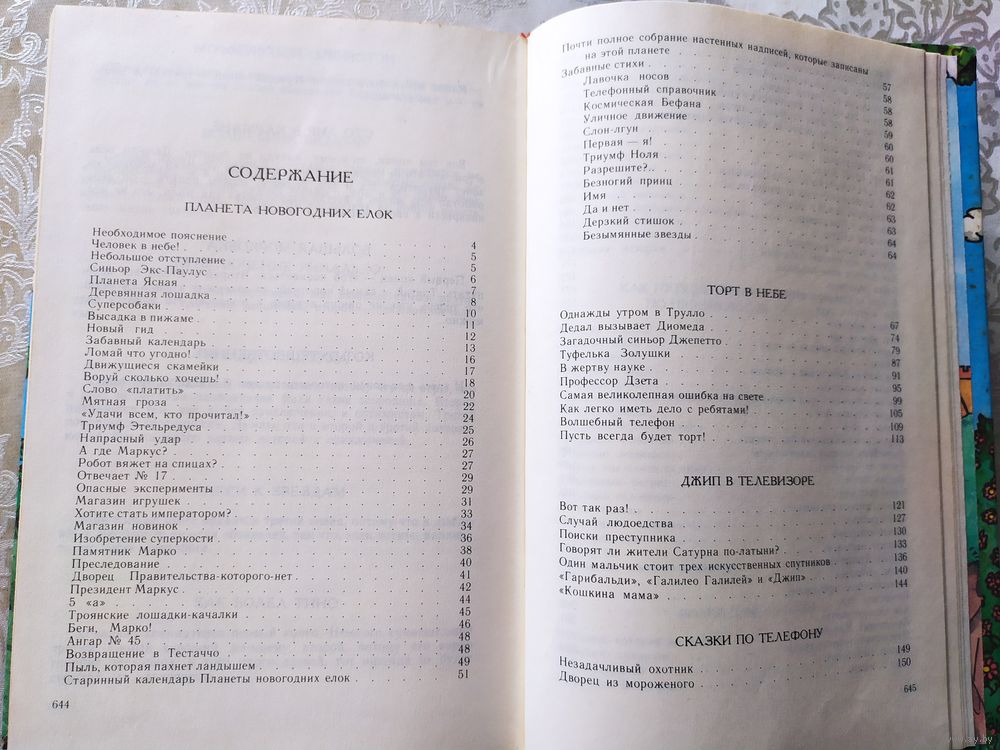 СОДЕРЖАНИЕ
ПЛАНЕТА НОВОГОДНИХ ЕЛОК
Необходимое пояснение 4
Человек в небе! 5
Небольшое отступление 5
Синьор Экс-Паулус 6
Планета Ясная 7
Деревянная лошадка 8
Суперсобаки 10
Высадка в пижаме 11
Новый гид 12
Забавный календарь 13
Ломай что угодно! 16
Движущиеся скамейки 17
Воруй сколько хочешь! 18
Слово «платить» 20
Мятная гроза 22
«Удачи всем, кто прочитал!» 24
Триумф Этельредуса 25
Напрасный удар 26
А где Маркус? 27
Робот вяжет на спицах? 27
Отвечает № 17 29
Опасные эксперименты 29
Магазин игрушек 31
Хотите стать императором? 33
Магазин новинок 34
Изобретение суперкости 36
Памятник Марко 38
Преследование 40
Дворец Правительства-которого-нет 41
Президент Маркус 42
5 «а» 44
Троянские лошадки-качалки 45
Беги, Марко! 46
Ангар № 45 48
Возвращение в Тестаччо 48
Пыль, которая пахнет ландышем 49
Старинный календарь Планеты новогодних елок 51
644
Почти полное собрание настенных надписей, которые записаны
на этой планете 57
Забавные стихи 58
Лавочка носов 58
Телефонный справочник 58
Космическая Бефана 59
Уличное движение 60
Слон-лгун 60
Первая — я! 61
Триумф Ноля 61
Разрешите?.. 62
Безногий принц 62
Имя 63
Да и нет 63
Дерзкий стишок 64
Безымянные звезды 64
ТОРТ В НЕБЕ
Однажды утром в Трулло 67
Дедал вызывает Диомеда 74
Загадочный синьор Джепетто 79
Туфелька Золушки 87
В жертву науке 91
Профессор Дзета 95
Самая великолепная ошибка на свете 99
Как легко иметь дело с ребятами! 105
Волшебный телефон 109
Пусть всегда будет торт! 113
ДЖИП В ТЕЛЕВИЗОРЕ
Вот так раз! 121
Случай людоедства 127
Поиски преступника 130
Говорят ли жители Сатурна по-латыни? 133
Один мальчик стоит трех искусственных спутников 136
«Гарибальди», «Галилео Галилей» и «Джип» 140
«Кошкина мама» 144
СКАЗКИ ПО ТЕЛЕФОНУ
Незадачливый охотник 149
Дворец из мороженого 150
645